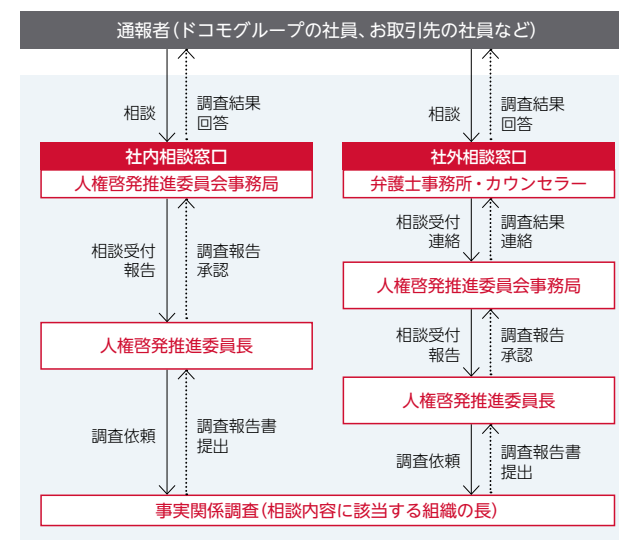 通報者(ドコモグループの社員、お取引先の社員など)
相談
調査結果
回答
社内相談窓口
人権啓発推進委員会事務局
相談受付
報告
調査報告
承認
人権啓発推進委員長
調査依頼
調査報告書
提出
相談
調査結果
回答
社外相談窓口
弁護士事務所・カウンセラー
相談受付
連絡
調査結果
連絡
人権啓発推進委員会事務局
相談受付
報告
調査報告
承認
人権啓発推進委員長
調査依頼
調査報告書
提出
事実関係調査(相談内容に該当する組織の長)